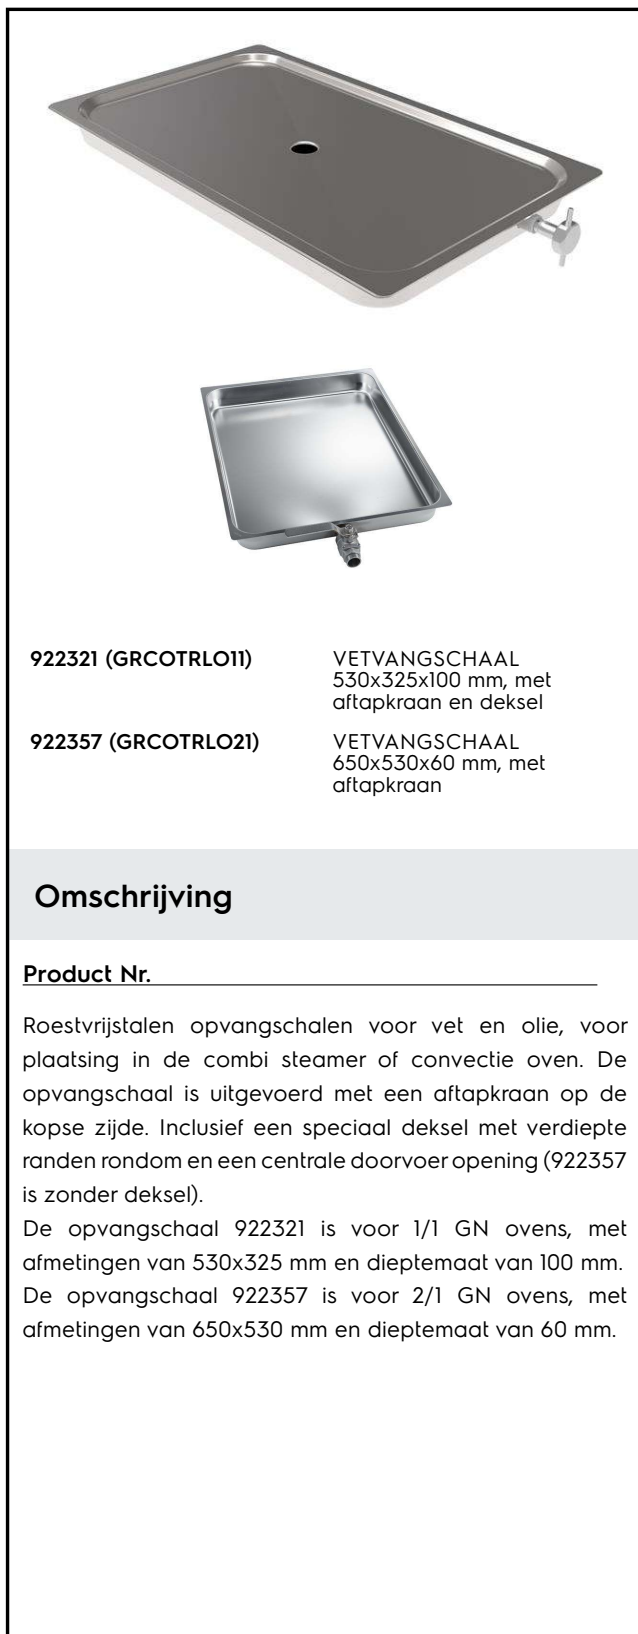 922321 (GRCOTRLO11)
VETVANGSCHAAL
530x325x100 mm, met
aftapkraan en deksel
922357 (GRCOTRLO21)
VETVANGSCHAAL
650x530x60 mm, met
aftapkraan
Omschrijving
Product Nr.
Roestvrijstalen opvangschalen voor vet en olie, voor
plaatsing in de combi steamer of convectie oven. De
opvangschaal is uitgevoerd met een aftapkraan op de
kopse zijde. Inclusief een speciaal deksel met verdiepte
randen rondom en een centrale doorvoer opening (922357
is zonder deksel).
De opvangschaal 922321 is voor 1/1 GN ovens, met
afmetingen van 530x325 mm en dieptemaat van 100 mm.
De opvangschaal 922357 is voor 2/1 GN ovens, met
afmetingen van 650x530 mm en dieptemaat van 60 mm.